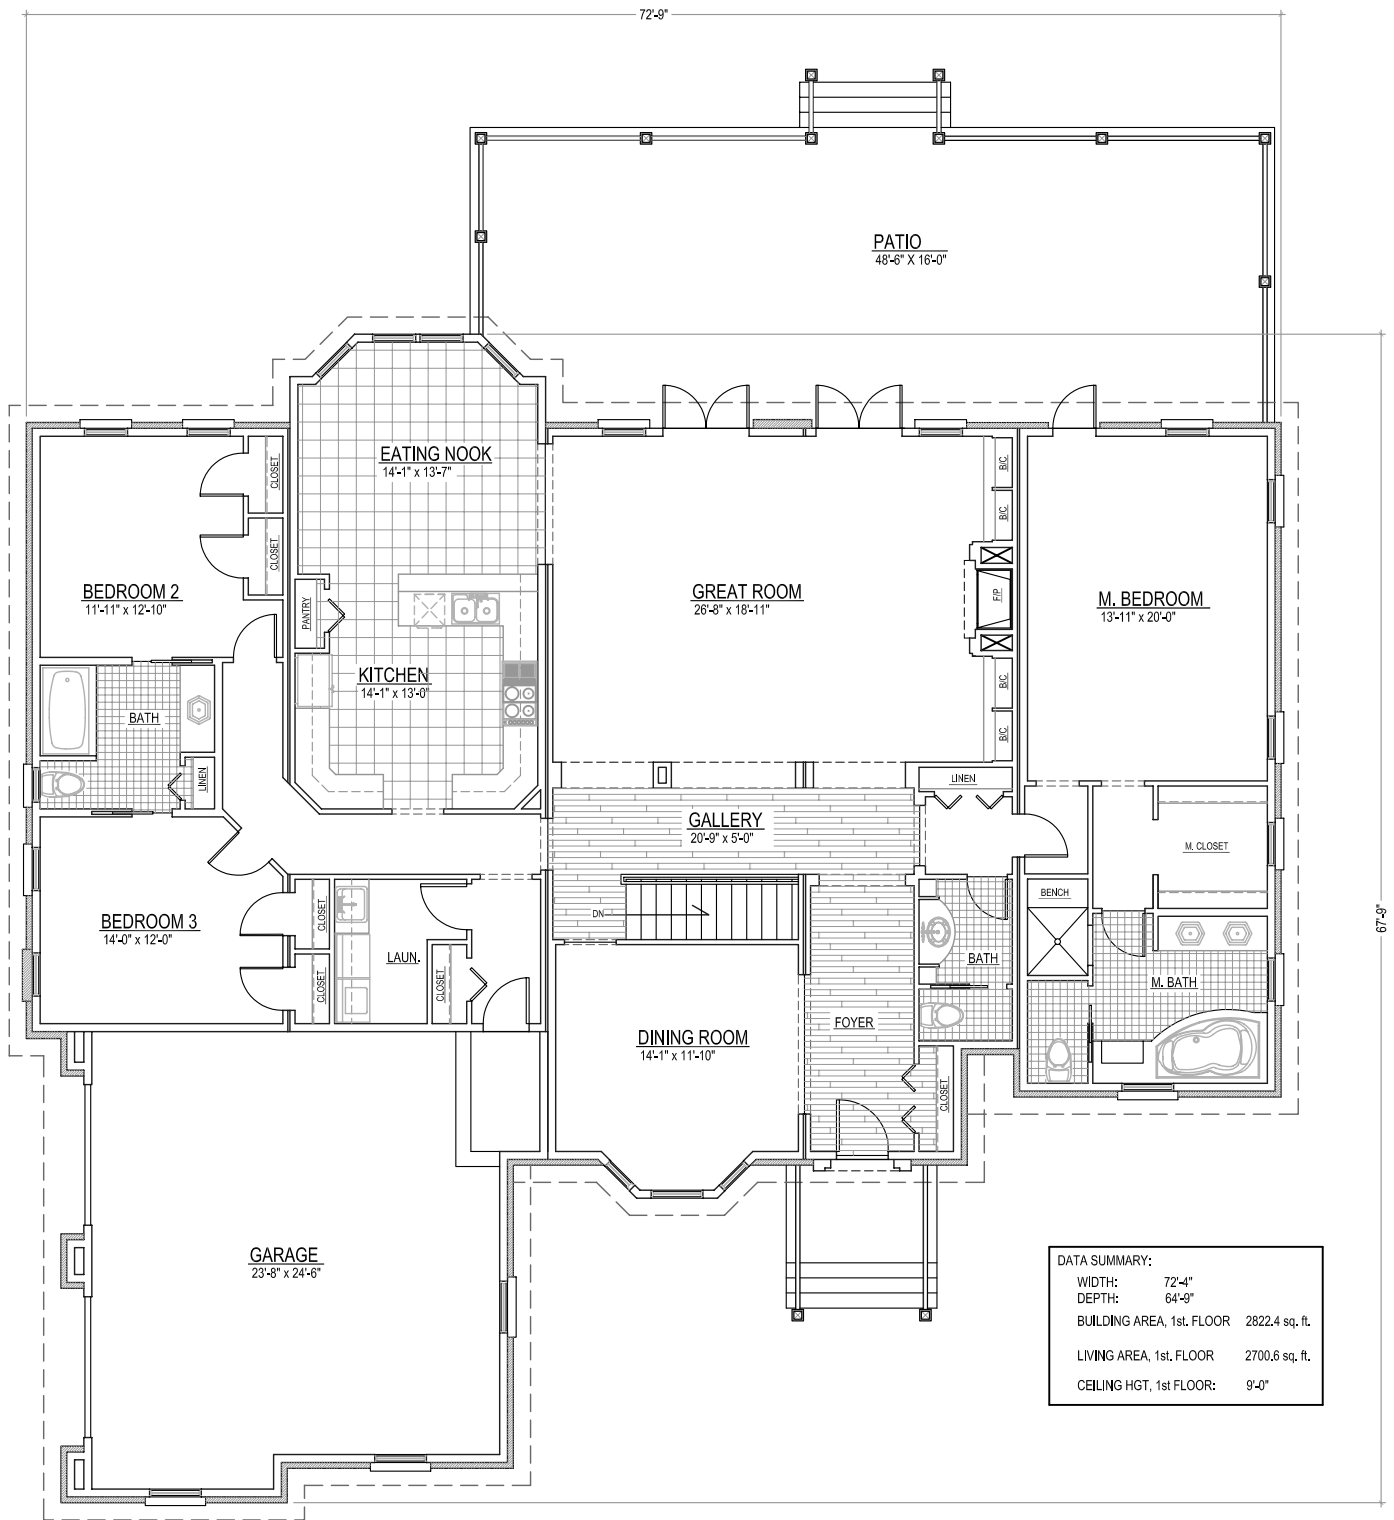 72'-9"
PATIO
48'-6" X 16'-0"
EATING NOOK
14'-1" x 13'-7"
CLOSET
CLOSET
B/C
B/C
BEDROOM 2
11'-11" x 12'-10"
PANTRY
GREAT ROOM
26'-8" x 18'-11"
F/P
M. BEDROOM
13'-11" x 20'-0"
KITCHEN
14'-1" x 13'-0"
B/C
B/C
BATH
LINEN
LINEN
GALLERY
20'-9" x 5'-0"
M. CLOSET
BENCH
BEDROOM 3
14'-0" x 12'-0"
CLOSET
CLOSET
LAUN.
CLOSET
DN
BATH
M. BATH
67'-9"
FOYER
DINING ROOM
14'-1" x 11'-10"
CLOSET
GARAGE
23'-8" x 24'-6"
DATA SUMMARY:
WIDTH: 72'-4"
DEPTH: 64'-9"
BUILDING AREA, 1st. FLOOR 2822.4 sq. ft.
LIVING AREA, 1st. FLOOR 2700.6 sq. ft.
CEILING HGT, 1st FLOOR: 9'-0"